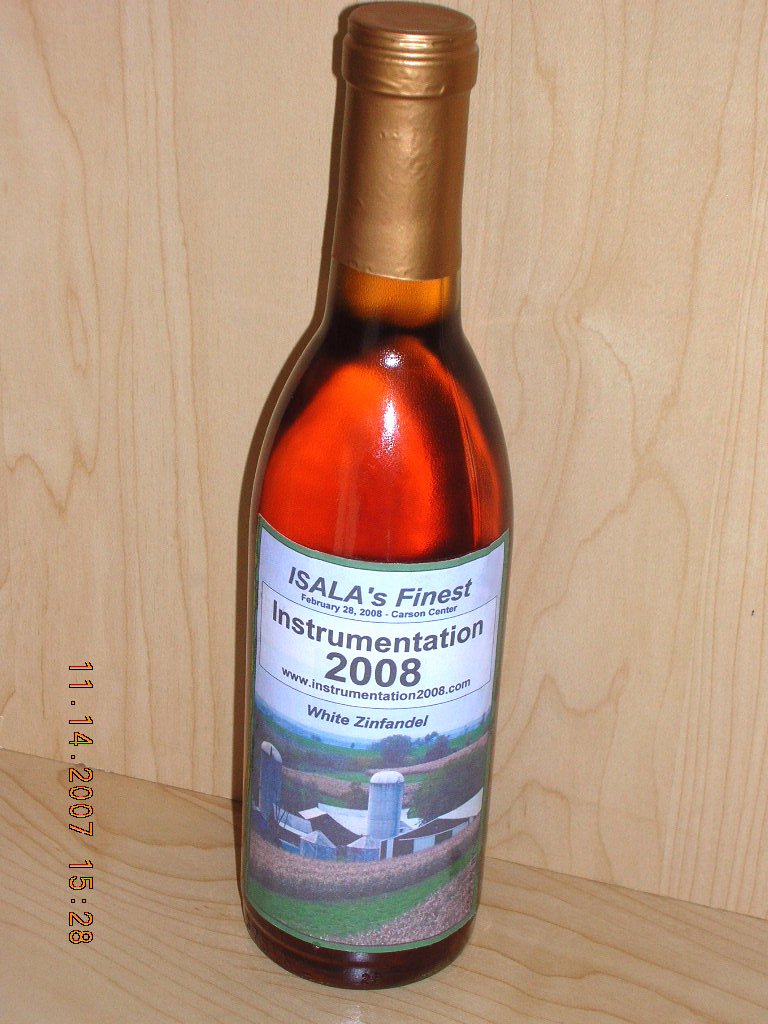 ISALA's Finest
February 28, 2008 - Carson Center
Instrumentation
2008
www.instrumentation2008.com
White Zinfandel
11.14.2007 15:28